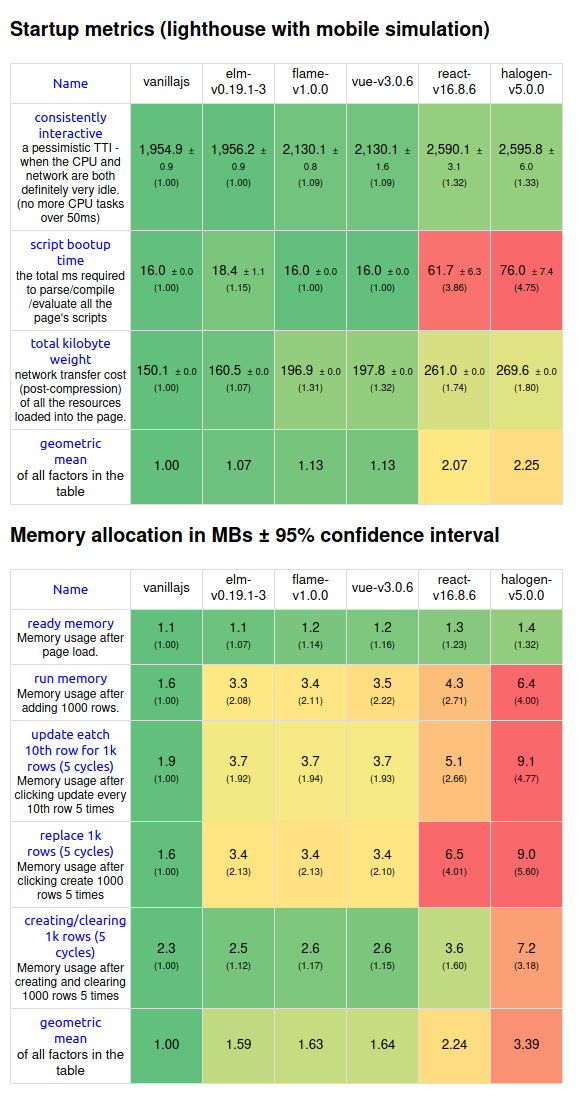 Startup metrics (lighthouse with mobile simulation)
Name vanillajs elm-v0.19.1-3 flame-v1.0.0 vue-v3.0.6 react-v16.8.6 halogen-v5.0.0
consistently
interactive
a pessimistic TTI -
when the CPU and
network are both
definitely very idle.
(no more CPU tasks
over 50ms)
1,954.9 ± 0.9 (1.00) 1,956.2 ± 0.9 (1.00) 2,130.1 ± 0.8 (1.09) 2,130.1 ± 1.6 (1.09) 2,590.1 ± 3.1 (1.32) 2,595.8 ± 6.0 (1.33)
script bootup
time
the total ms required
to parse/compile
/evaluate all the
page's scripts
16.0 ± 0.0 (1.00) 18.4 ± 1.1 (1.15) 16.0 ± 0.0 (1.00) 16.0 ± 0.0 (1.00) 61.7 ± 6.3 (3.86) 76.0 ± 7.4 (4.75)
total kilobyte
weight
network transfer cost
(post-compression)
of all the resources
loaded into the page.
150.1 ± 0.0 (1.00) 160.5 ± 0.0 (1.07) 196.9 ± 0.0 (1.31) 197.8 ± 0.0 (1.32) 261.0 ± 0.0 (1.74) 269.6 ± 0.0 (1.80)
geometric
mean
of all factors in the
table
1.00 1.07 1.13 1.13 2.07 2.25
Memory allocation in MBs ± 95% confidence interval
Name vanillajs elm-v0.19.1-3 flame-v1.0.0 vue-v3.0.6 react-v16.8.6 halogen-v5.0.0
ready memory
Memory usage after
page load.
1.1 (1.00) 1.1 (1.07) 1.2 (1.14) 1.2 (1.16) 1.3 (1.23) 1.4 (1.32)
run memory
Memory usage after
adding 1000 rows.
1.6 (1.00) 3.3 (2.08) 3.4 (2.11) 3.5 (2.22) 4.3 (2.71) 6.4 (4.00)
update eatch
10th row for 1k
rows (5 cycles)
Memory usage after
clicking update every
10th row 5 times
1.9 (1.00) 3.7 (1.92) 3.7 (1.94) 3.7 (1.93) 5.1 (2.66) 9.1 (4.77)
replace 1k
rows (5 cycles)
Memory usage after
clicking create 1000
rows 5 times
1.6 (1.00) 3.4 (2.13) 3.4 (2.13) 3.4 (2.10) 6.5 (4.01) 9.0 (5.60)
creating/clearing
1k rows (5
cycles)
Memory usage after
creating and clearing
1000 rows 5 times
2.3 (1.00) 2.5 (1.12) 2.6 (1.17) 2.6 (1.15) 3.6 (1.60) 7.2 (3.18)
geometric
mean
of all factors in the
table
1.00 1.59 1.63 1.64 2.24 3.39